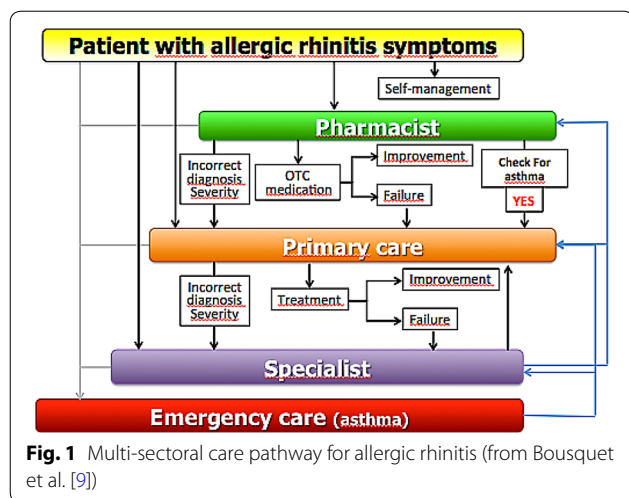 Patient with allergic rhinitis symptoms
Self-management
Pharmacist
Incorrect
diagnosis
Severity
OTC
medication
Improvement
Failure
Check For
asthma
YES
Primary care
Incorrect
diagnosis
Severity
Treatment
Improvement
Failure
Specialist
Emergency care (asthma)
Fig. 1 Multi-sectoral care pathway for allergic rhinitis (from Bousquet
et al. [9])